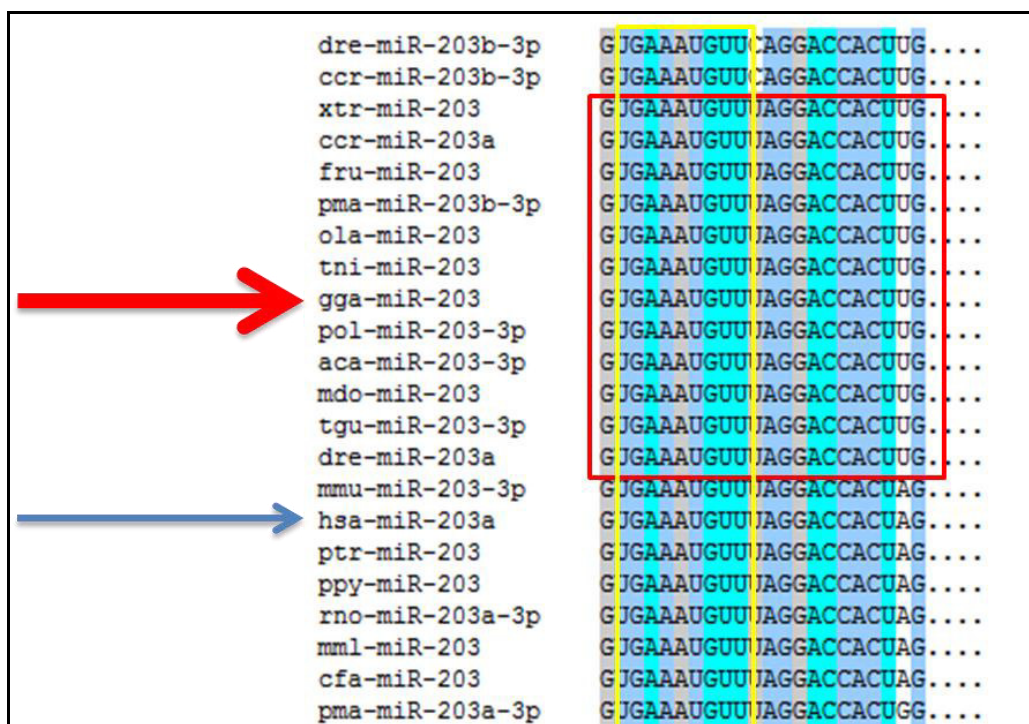 dre-miR-203b-3p GUGAAAUGUUCAGGACCACUUG....
ccr-miR-203b-3p GUGAAAUGUUCAGGACCACUUG....
xtr-miR-203 GUGAAAUGUUUAGGACCACUUG....
ccr-miR-203a GUGAAAUGUUUAGGACCACUUG....
fru-miR-203 GUGAAAUGUUUAGGACCACUUG....
pma-miR-203b-3p GUGAAAUGUUUAGGACCACUUG....
ola-miR-203 GUGAAAUGUUUAGGACCACUUG....
tni-miR-203 GUGAAAUGUUUAGGACCACUUG....
gga-miR-203 GUGAAAUGUUUAGGACCACUUG....
pol-miR-203-3p GUGAAAUGUUUAGGACCACUUG....
aca-miR-203-3p GUGAAAUGUUUAGGACCACUUG....
mdo-miR-203 GUGAAAUGUUUAGGACCACUUG....
tgu-miR-203-3p GUGAAAUGUUUAGGACCACUUG....
dre-miR-203a GUGAAAUGUUUAGGACCACUUG....
mmu-miR-203-3p GUGAAAUGUUUAGGACCACUAG....
hsa-miR-203a GUGAAAUGUUUAGGACCACUAG....
ptr-miR-203 GUGAAAUGUUUAGGACCACUAG....
ppy-miR-203 GUGAAAUGUUUAGGACCACUAG....
rno-miR-203a-3p GUGAAAUGUUUAGGACCACUAG....
mml-miR-203 GUGAAAUGUUUAGGACCACUAG....
cfa-miR-203 GUGAAAUGUUUAGGACCACUAG....
pma-miR-203a-3p GUGAAAUGUUUAGGACCACUGG....